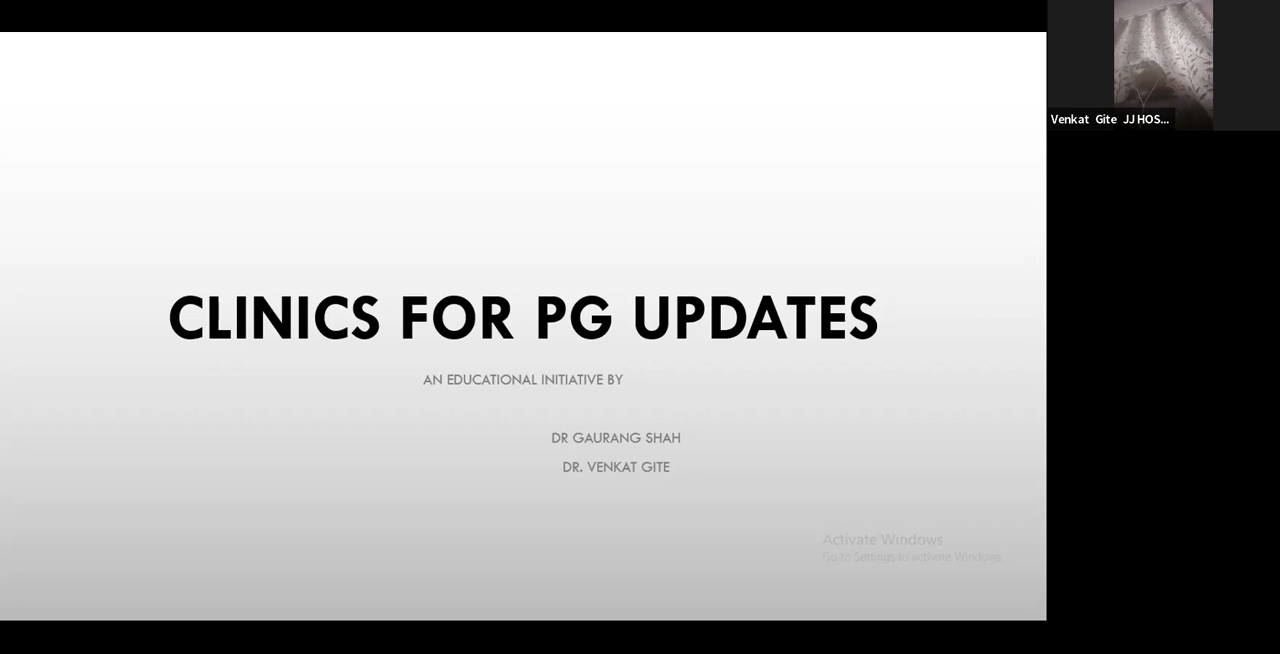 CLINICS FOR PG UPDATES
AN EDUCATIONAL INITIATIVE BY
DR GAURANG SHAH
DR. VENKAT GITE
Activate Windows
Go to Settings to activate Windows.
Venkat Gite JJ HOS...